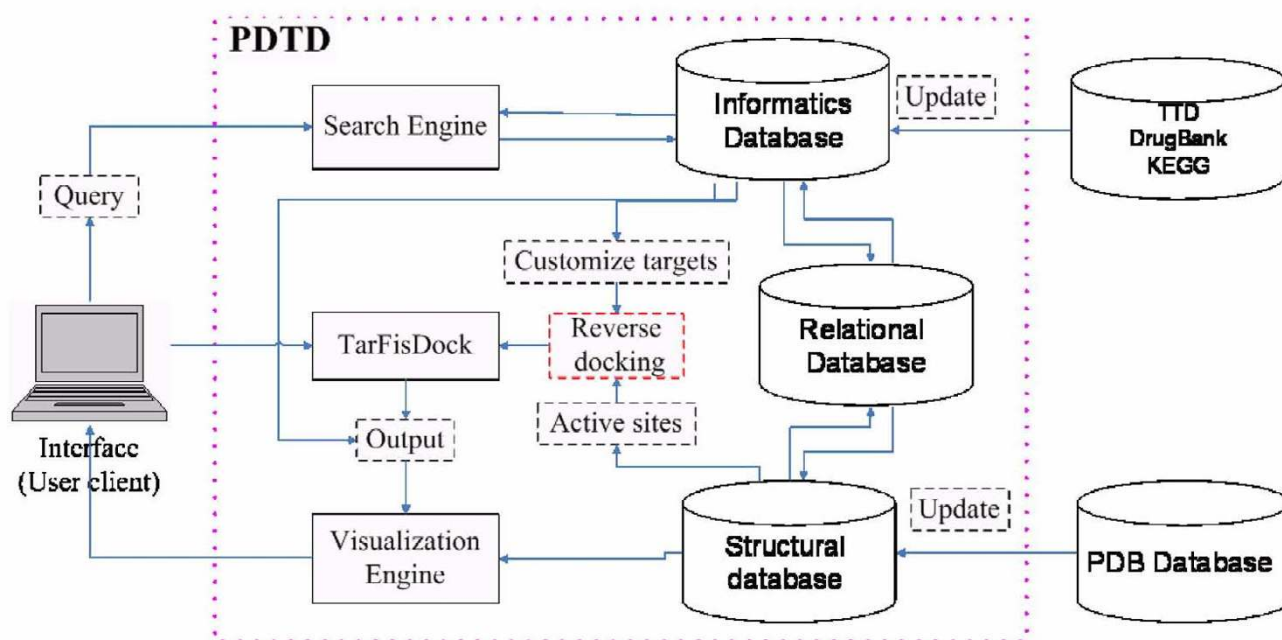 PDTD
Search Engine
Informatics
Database
Update
TTD
DrugBank
KEGG
Query
Customize targets
TarFisDock
Reverse
docking
Relational
Database
Active sites
Output
Interface
(User client)
Visualization
Engine
Structural
database
Update
PDB Database